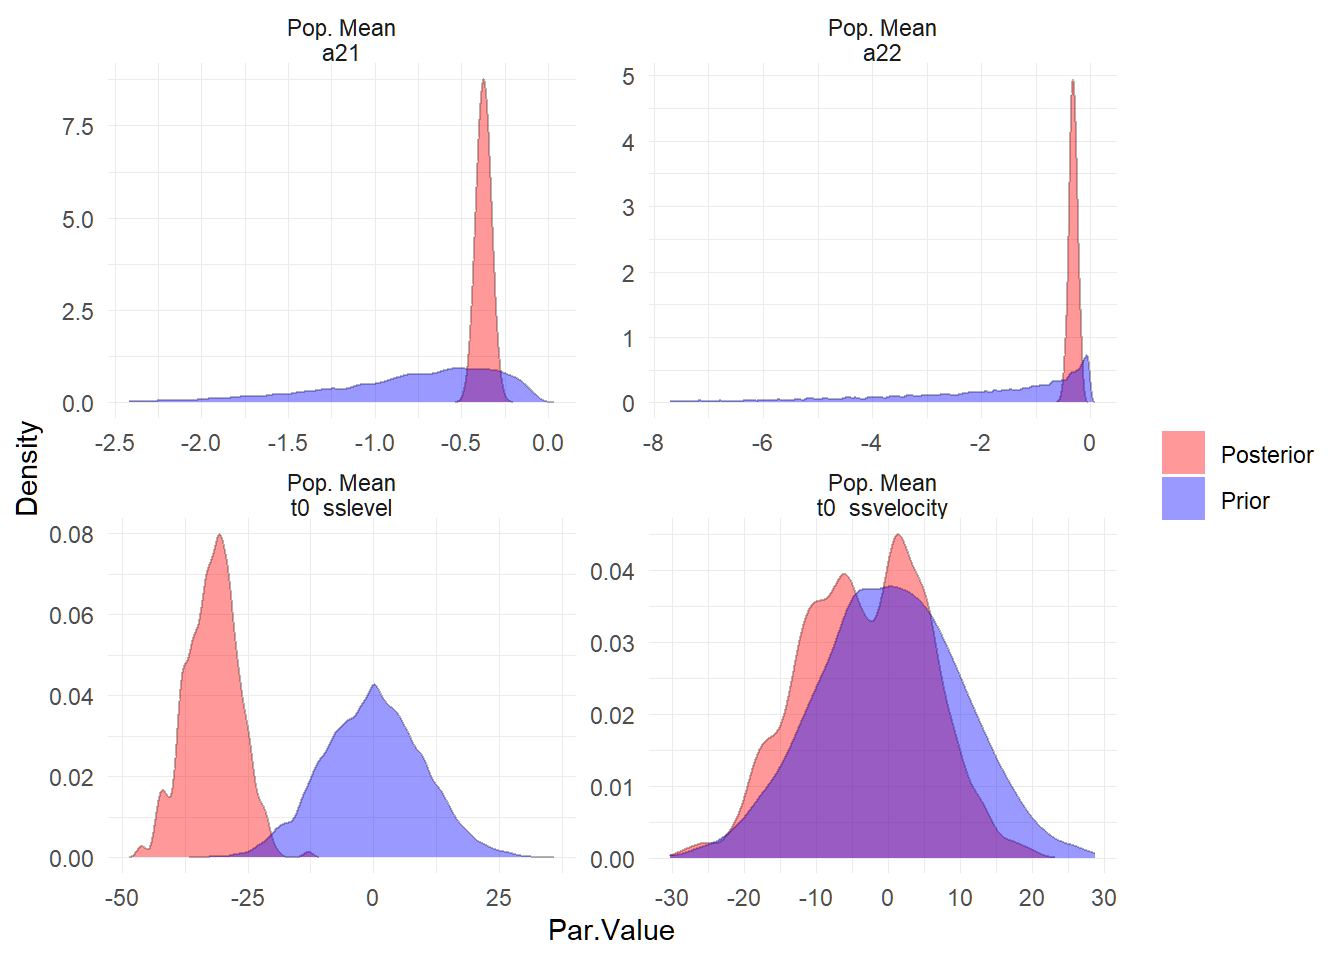 Pop. Mean
a21
Pop. Mean
a22
7.5
5.0
2.5
0.0
-2.5 -2.0 -1.5 -1.0 -0.5 0.0
5
4
3
2
1
0
-8 -6 -4 -2 0
Density
Pop. Mean
t0 sslevel
Pop. Mean
t0 ssvelocity
0.08
0.06
0.04
0.02
0.00
-50 -25 0 25
0.04
0.03
0.02
0.01
0.00
-30 -20 -10 0 10 20 30
Par.Value
Posterior
Prior